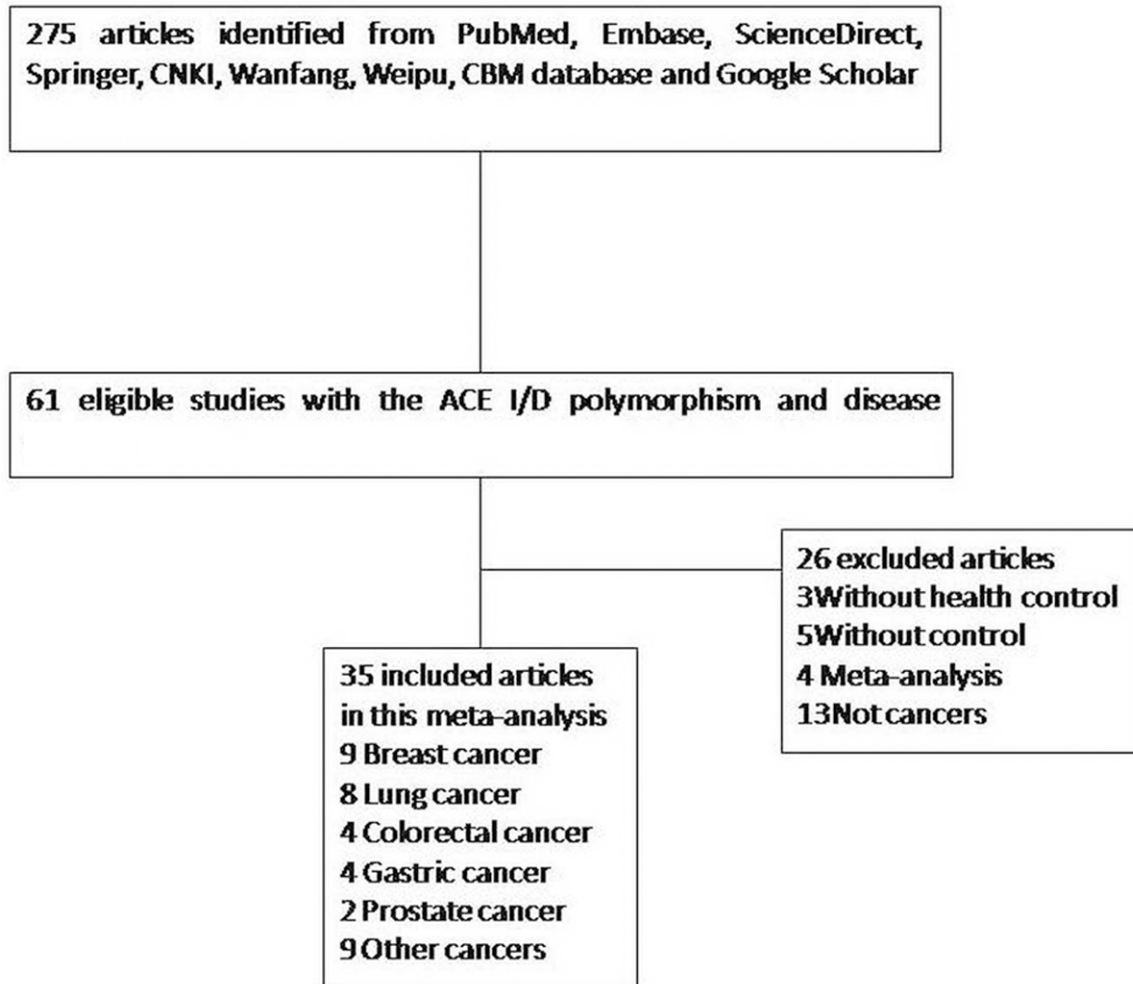 275 articles identified from PubMed, Embase, ScienceDirect,
Springer, CNKI, Wanfang, Weipu, CBM database and Google Scholar
61 eligible studies with the ACE I/D polymorphism and disease
26 excluded articles
3Without health control
5Without control
4 Meta-analysis
13Not cancers
35 included articles
in this meta-analysis
9 Breast cancer
8 Lung cancer
4 Colorectal cancer
4 Gastric cancer
2 Prostate cancer
9 Other cancers